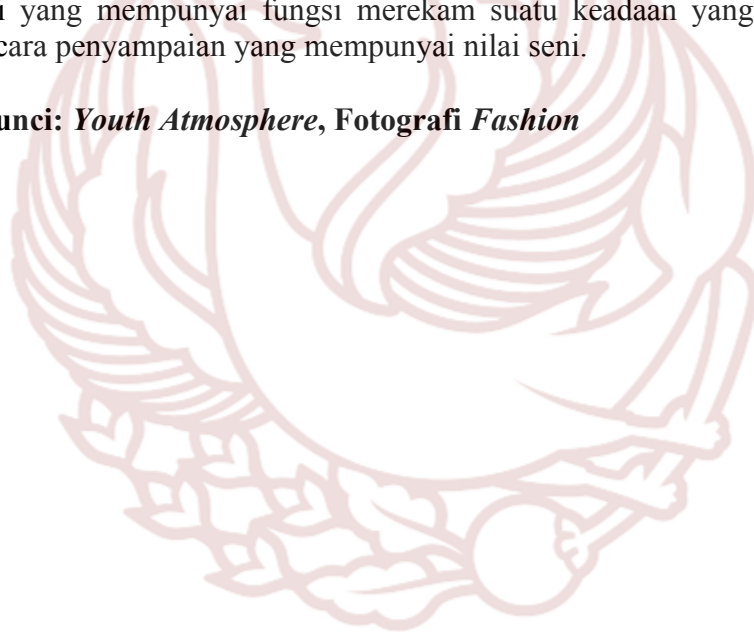 yang mempunyai fungsi merekam suatu keadaan yang
cara penyampaian yang mempunyai nilai seni.
unci: Youth Atmosphere, Fotografi Fashion